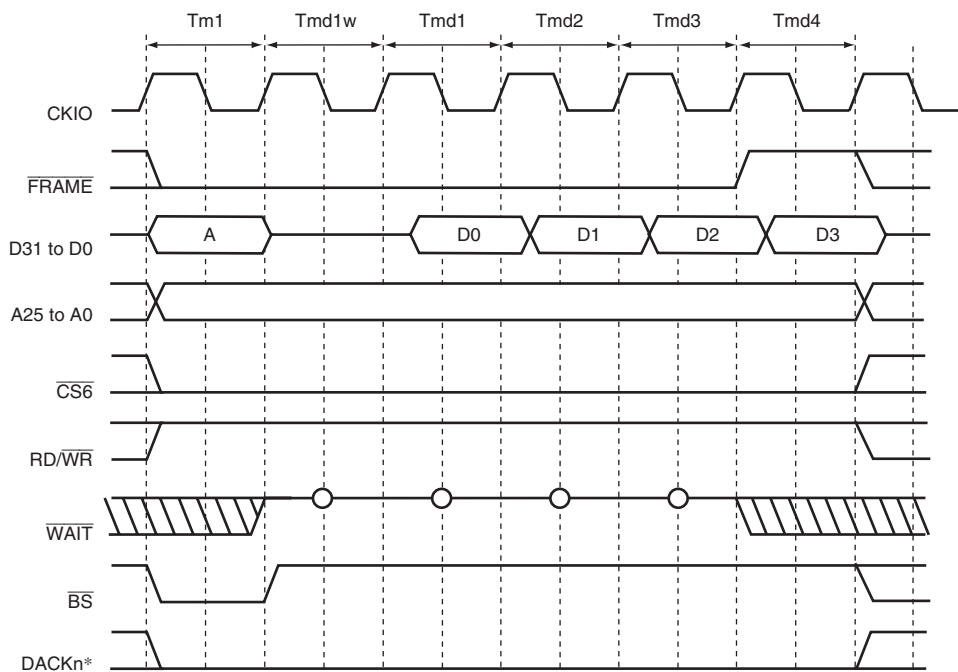 Tm1 Tmd1w Tmd1 Tmd2 Tmd3 Tmd4
CKIO
FRAME
D31 to D0 A D0 D1 D2 D3
A25 to A0
CS6
RD/WR
WAIT
BS
DACKn*